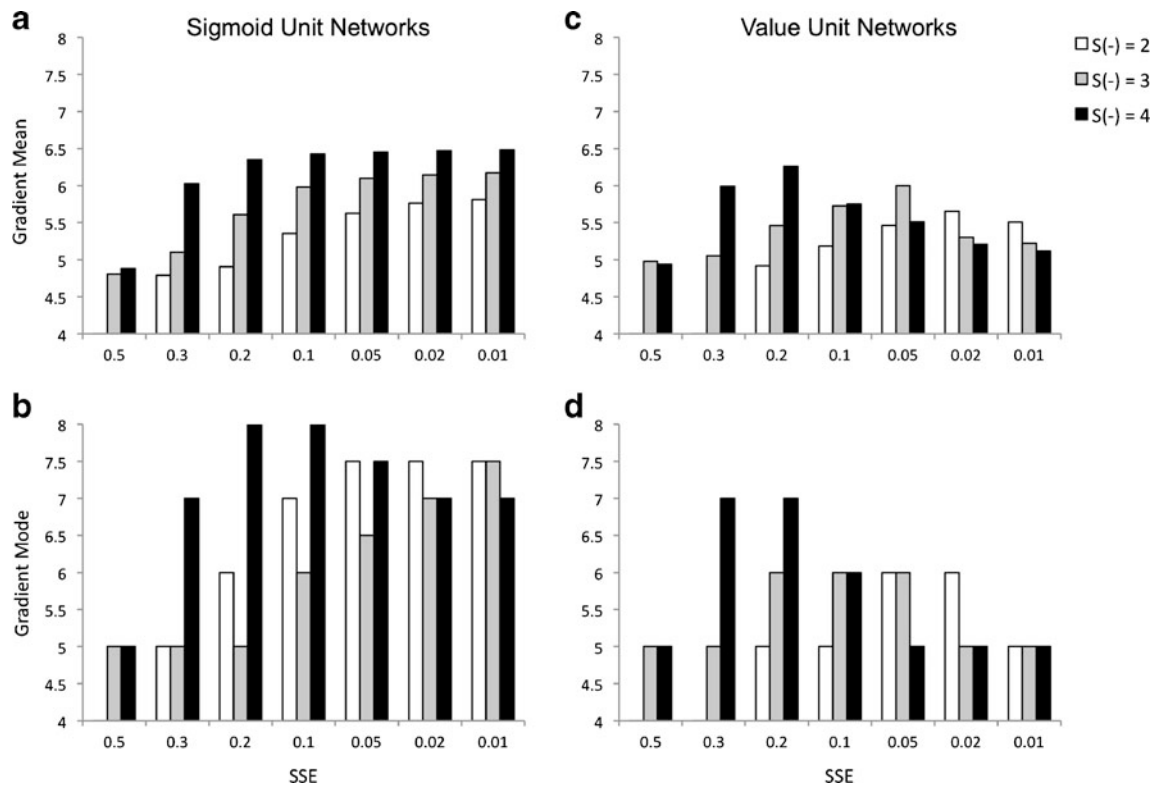 a
Sigmoid Unit Networks
8
7.5
7
6.5
6
5.5
5
4.5
4
Gradient Mean
0.5 0.3 0.2 0.1 0.05 0.02 0.01
c
Value Unit Networks
8
7.5
7
6.5
6
5.5
5
4.5
4
0.5 0.3 0.2 0.1 0.05 0.02 0.01
S(-) = 2
S(-) = 3
S(-) = 4
b
8
7.5
7
6.5
6
5.5
5
4.5
4
Gradient Mode
0.5 0.3 0.2 0.1 0.05 0.02 0.01
SSE
d
8
7.5
7
6.5
6
5.5
5
4.5
4
0.5 0.3 0.2 0.1 0.05 0.02 0.01
SSE